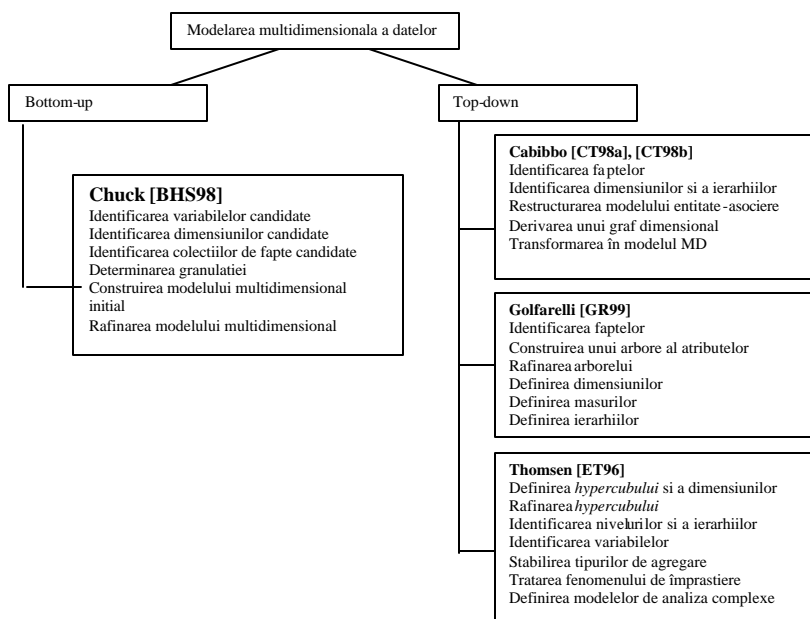 Modelarea multidimensionala a datelor
Bottom-up
Top-down
Chuck [BHS98]
Identificarea variabilelor candidate
Identificarea dimensiunilor candidate
Identificarea colectiilor de fapte candidate
Determinarea granulatiei
Construirea modelului multidimensional
initial
Rafinarea modelului multidimensional
Cabibbo [CT98a], [CT98b]
Identificarea faptelor
Identificarea dimensiunilor si a ierarhiilor
Restructurarea modelului entitate-asociere
Derivarea unui graf dimensional
Transformarea în modelul MD
Golfarelli [GR99]
Identificarea faptelor
Construirea unui arbore al atributelor
Rafinarea arborelui
Definirea dimensiunilor
Definirea masurilor
Definirea ierarhiilor
Thomsen [ET96]
Definirea hypercubului si a dimensiunilor
Rafinarea hypercubului
Identificarea nivelurilor si a ierarhiilor
Identificarea variabilelor
Stabilirea tipurilor de agregare
Tratarea fenomenului de împrastiere
Definirea modelelor de analiza complexe